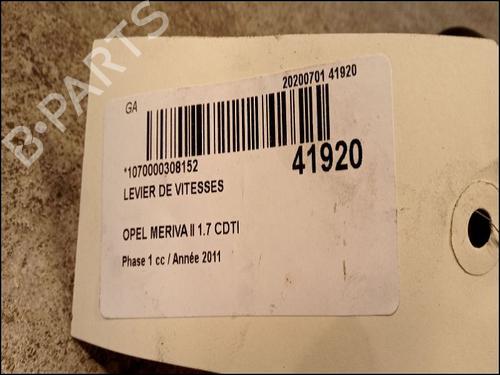 B-PARTS
GA
20200701 41920
*1070000308152
41920
LEVIER DE VITESSES
OPEL MERIVA II 1.7 CDTI
Phase 1 cc / Année 2011